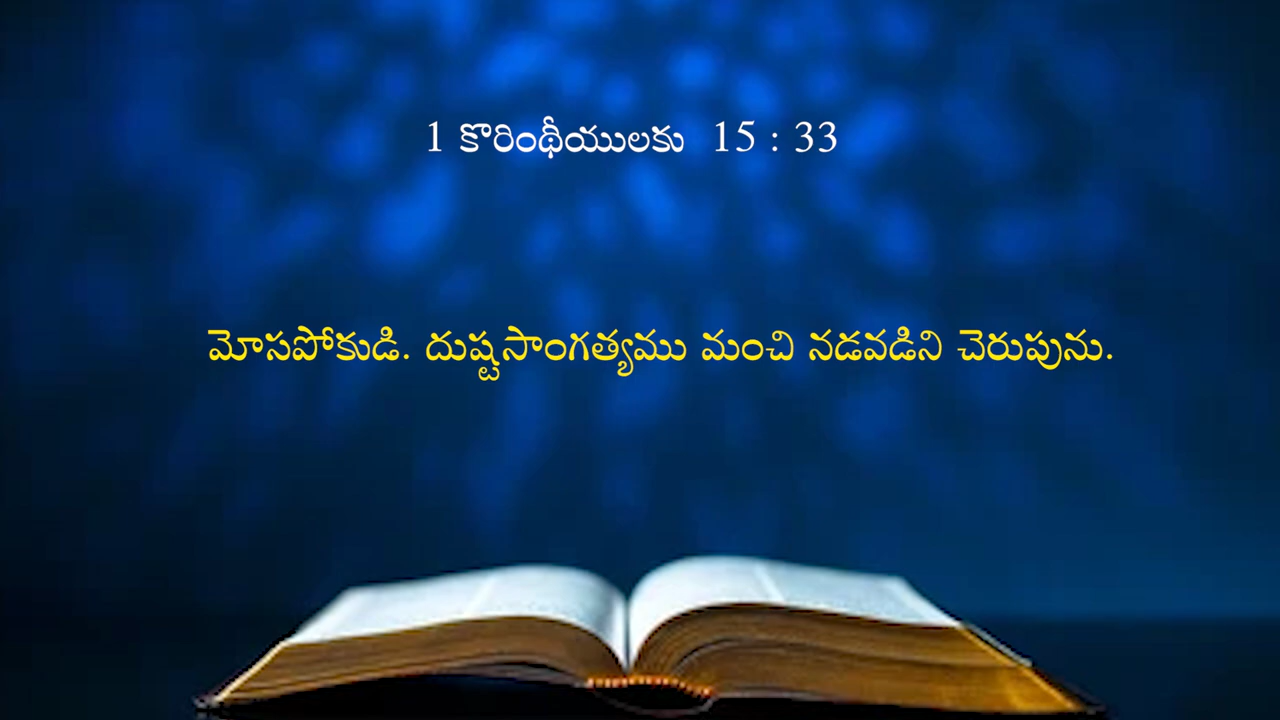 1 కొరింథీయులకు 15 : 33
మోసపోకుడి. దుష్టసాంగత్యము మంచి నడవడిని చెరుపును.